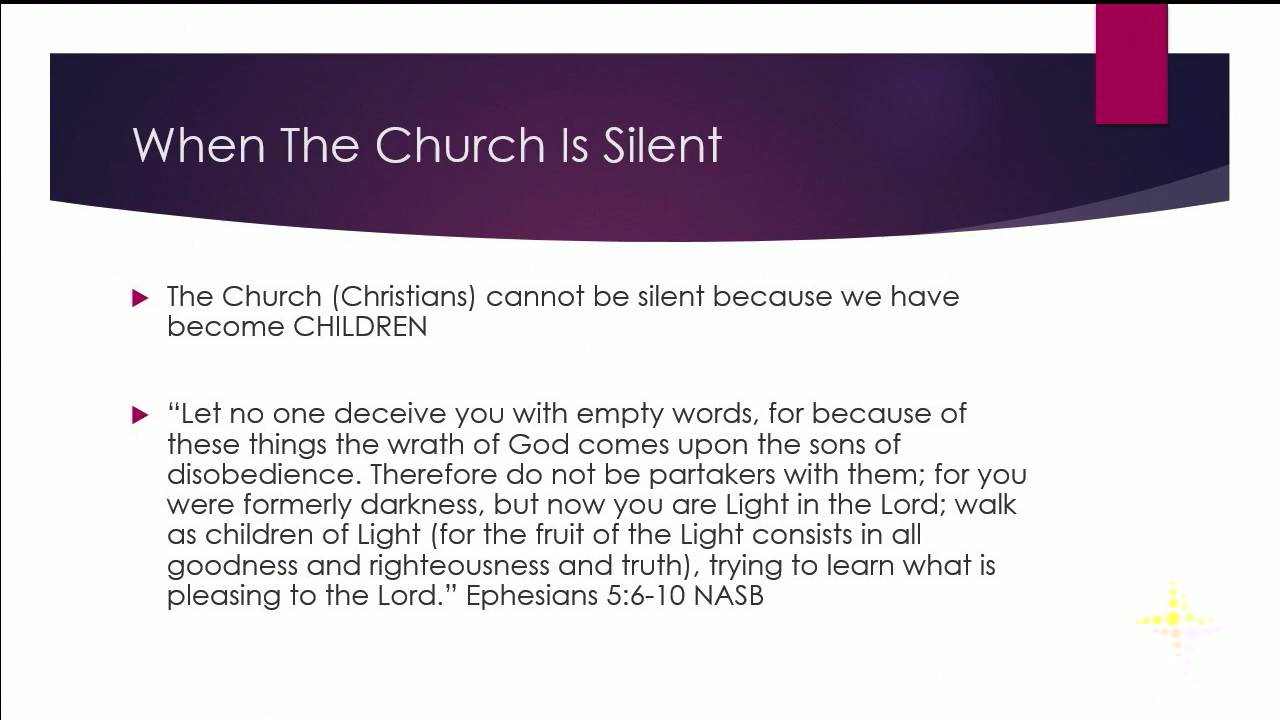 When The Church Is Silent
The Church (Christians) cannot be silent because we have
become CHILDREN
“Let no one deceive you with empty words, for because of
these things the wrath of God comes upon the sons of
disobedience. Therefore do not be partakers with them; for you
were formerly darkness, but now you are Light in the Lord; walk
as children of Light (for the fruit of the Light consists in all
goodness and righteousness and truth), trying to learn what is
pleasing to the Lord.” Ephesians 5:6-10 NASB